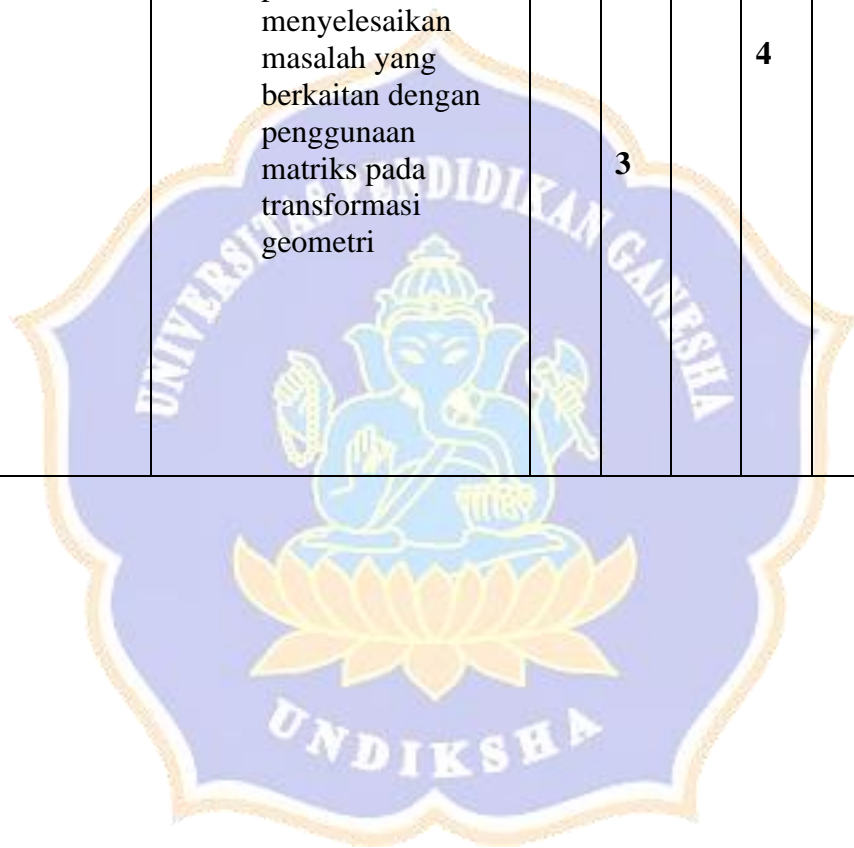 menyelesaikan
masalah yang
berkaitan dengan
penggunaan
matriks pada
transformasi
geometri
4
3
UNIVERSITAS PENDIDIKAN GANESHA
UNDIKSHA